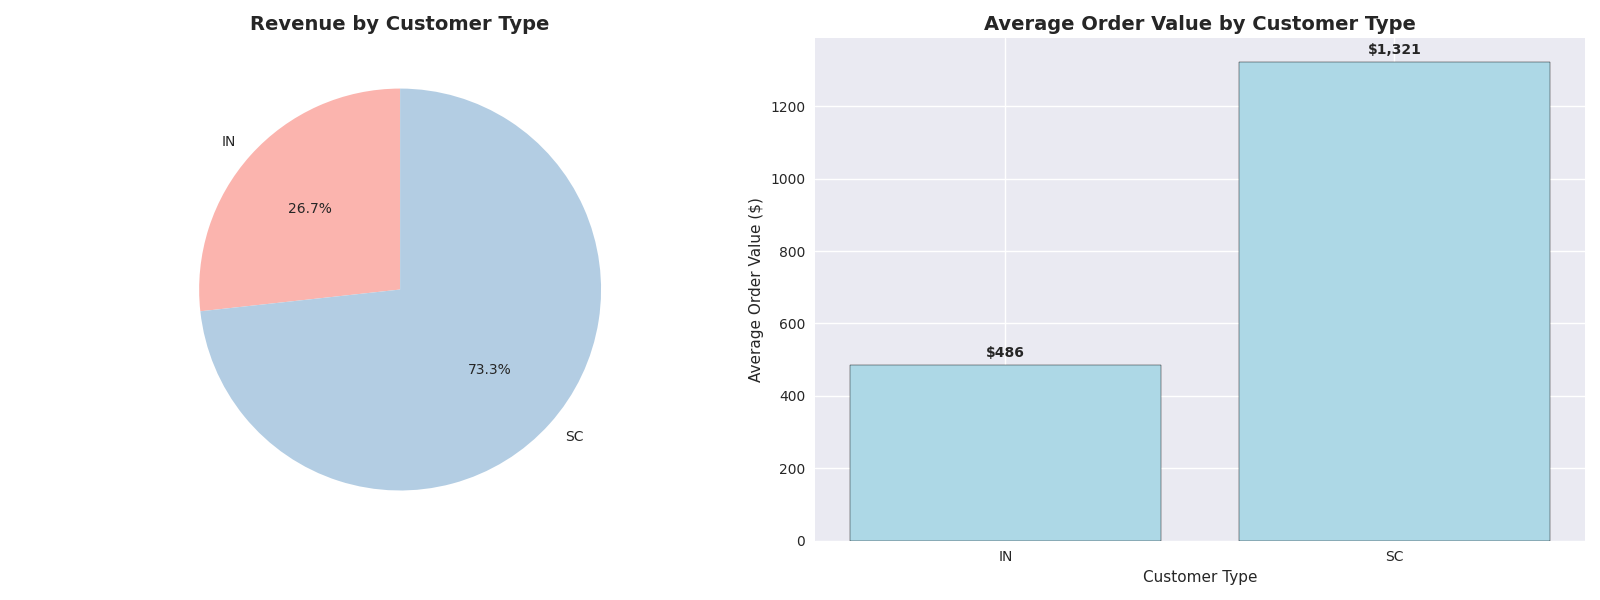 Revenue by Customer Type
IN
26.7%
73.3%
SC
Average Order Value by Customer Type
$1,321
1200
1000
800
600
400
200
0
Average Order Value ($)
$486
IN
SC
Customer Type